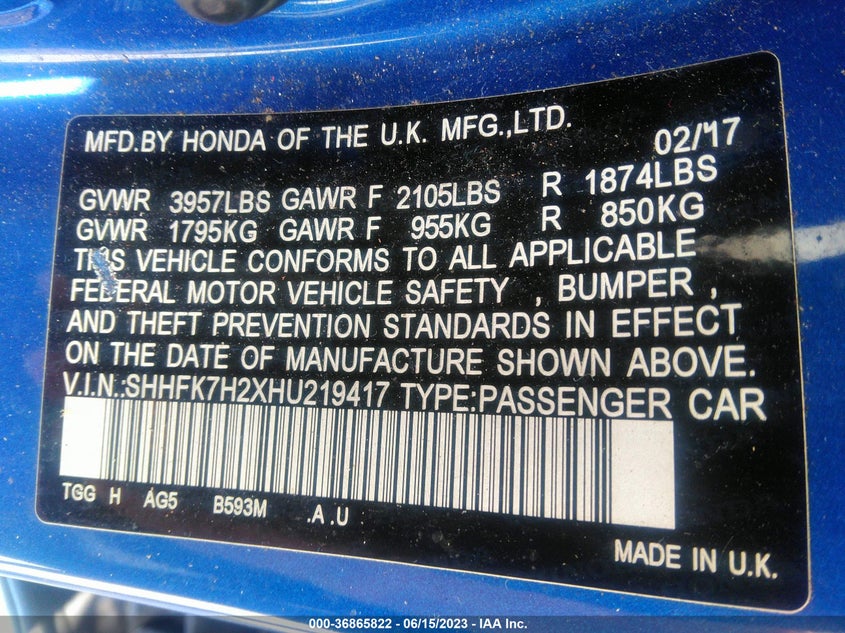 MFD.BY HONDA OF THE U.K. MFG.,LTD. 02/17
GVWR 3957LBS GAWR F 2105LBS R 1874LBS
GVWR 1795KG GAWR F 955KG R 850KG
THIS VEHICLE CONFORMS TO ALL APPLICABLE
FEDERAL MOTOR VEHICLE SAFETY , BUMPER ,
AND THEFT PREVENTION STANDARDS IN EFFECT
ON THE DATE OF MANUFACTURE SHOWN ABOVE.
V.I.N.:SHHFK7H2XHU219417 TYPE:PASSENGER CAR
TGG H AG5 B593M .A .U
MADE IN U.K.
000-36865822 - 06/15/2023 - IAA Inc.